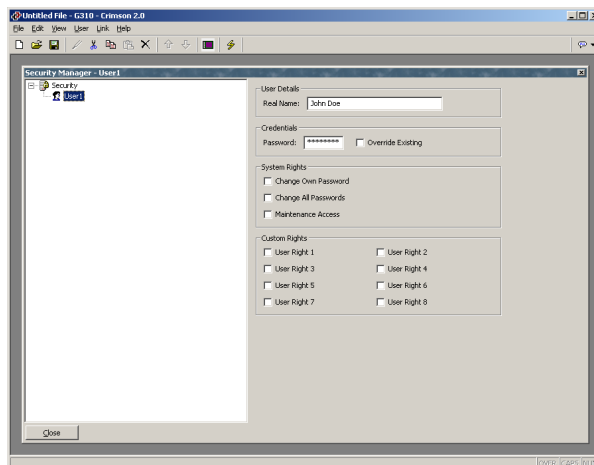 Untitled File - G310 - Crimson 2.0
File Edit View User Link Help
Security Manager - User1
Security
User1
User Details
Real Name: John Doe
Credentials
Password: ******** Override Existing
System Rights
Change Own Password
Change All Passwords
Maintenance Access
Custom Rights
User Right 1 User Right 2
User Right 3 User Right 4
User Right 5 User Right 6
User Right 7 User Right 8
Close
OVER CAPS